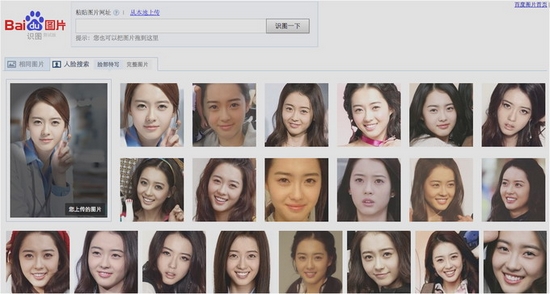 百度图片首页
Bai du 图片
识图
粘贴图片网址 ? : 从本地上传
识图一下
提示：您也可以把图片拖到这里
相同图片 人脸搜索 脸部特写 完整图片
您上传的图片